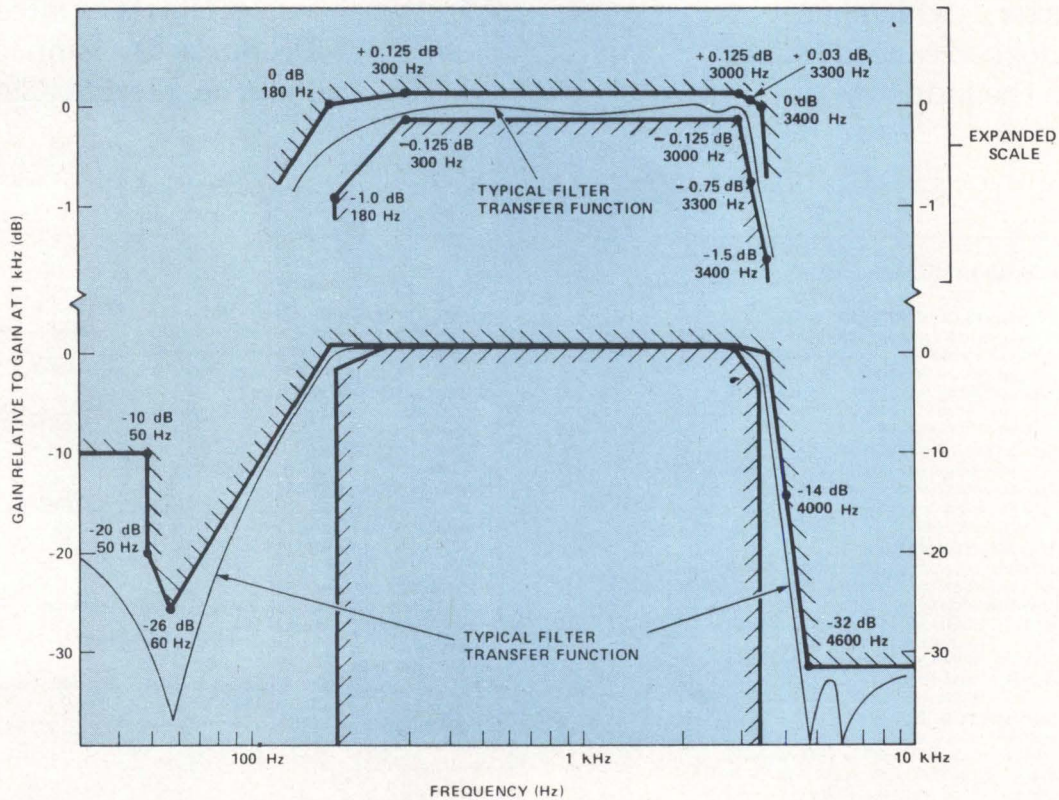 + 0.125 dB
300 Hz
0 dB
180 Hz
+ 0.125 dB
3000 Hz
+ 0.03 dB
3300 Hz
0 dB
3400 Hz
0
0
-0.125 dB
300 Hz
-0.125 dB
3000 Hz
EXPANDED
SCALE
TYPICAL FILTER
TRANSFER FUNCTION
-1.0 dB
180 Hz
-0.75 dB
3300 Hz
-1
-1
-1.5 dB
3400 Hz
GAIN RELATIVE TO GAIN AT 1 kHz (dB)
0
0
-10 dB
50 Hz
-10
-10
-14 dB
4000 Hz
-20 dB
50 Hz
-20
-20
-26 dB
60 Hz
-32 dB
4600 Hz
TYPICAL FILTER
TRANSFER FUNCTION
-30
-30
100 Hz
1 kHz
10 kHz
FREQUENCY (Hz)